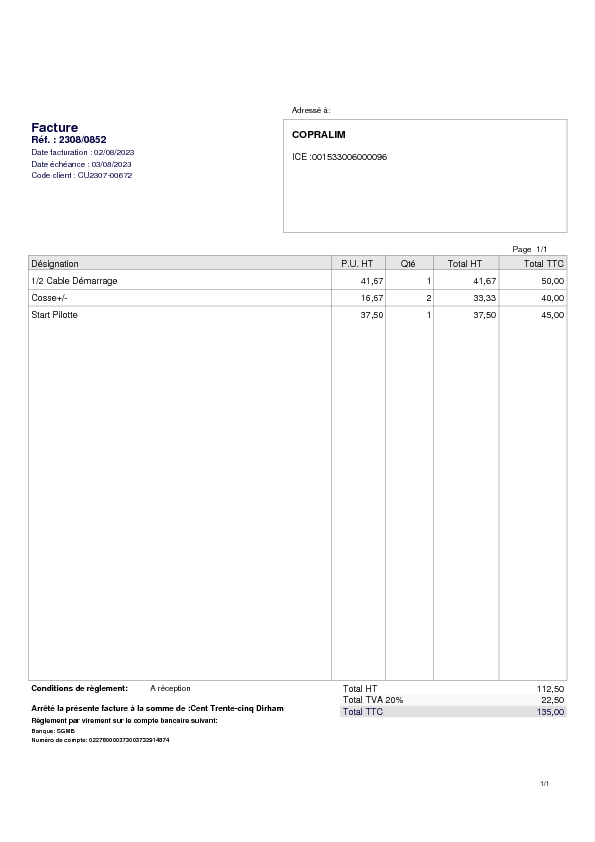 Adressé à:
Facture
Réf. : 2308/0852
Date facturation : 02/08/2023
Date échéance : 03/08/2023
Code client : CU2307-00672
COPRALIM
ICE :001533006000096
Page 1/1
Désignation P.U. HT Qté Total HT Total TTC
1/2 Cable Démarrage 41,67 1 41,67 50,00
Cosse+/- 16,67 2 33,33 40,00
Start Pilotte 37,50 1 37,50 45,00
Conditions de règlement: A réception
Total HT 112,50
Total TVA 20% 22,50
Total TTC 135,00
Arrêté la présente facture à la somme de :Cent Trente-cinq Dirham
Règlement par virement sur le compte bancaire suivant:
Banque: SGMB
Numéro de compte:
1/1